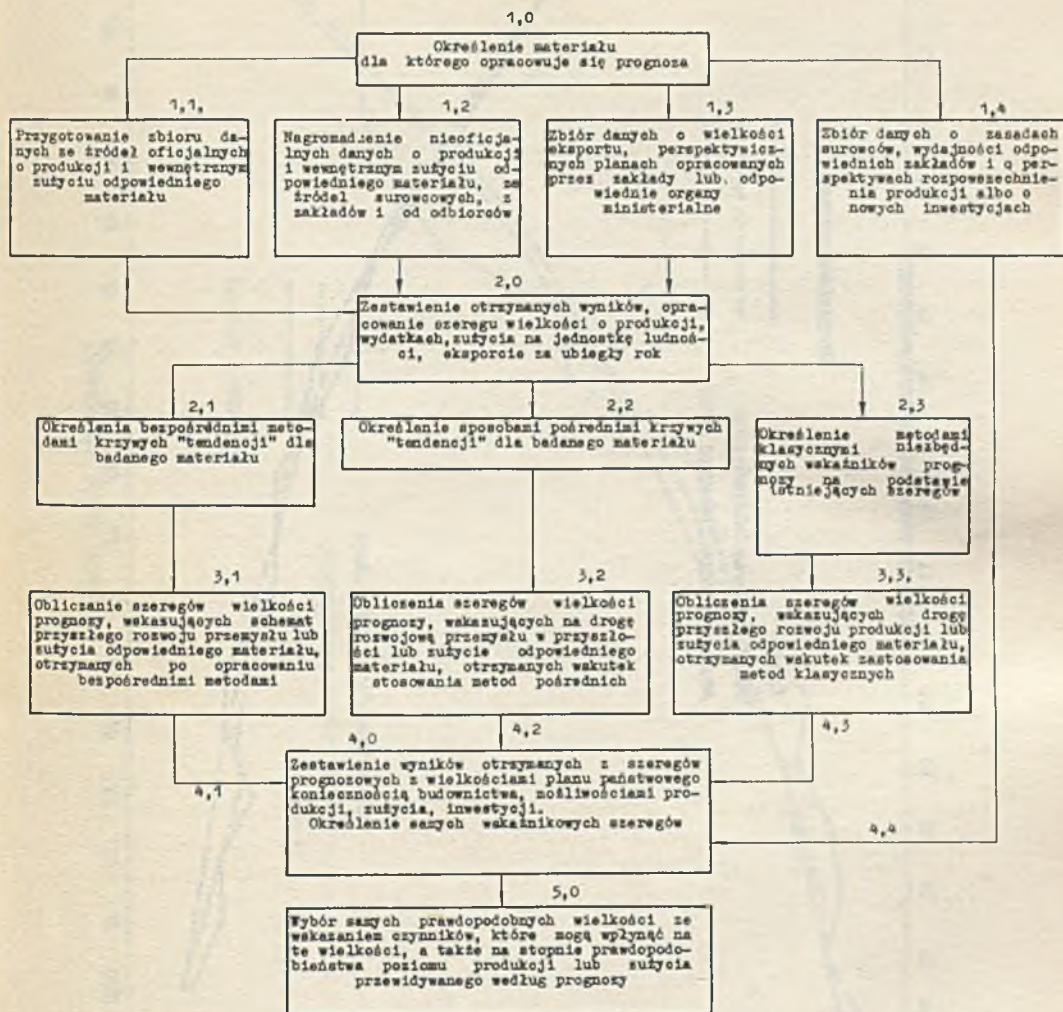 1,0
Określenie materiału
dla którego opracowuje się prognoza
1,1.
Przygotowanie zbioru da-
nych ze źródeł oficjalnych
o produkcji i wewnętrznym
zużyciu odpowiedniego
materiału
1,2
Nagromadzenie nieoficja-
lnych danych o produkcji
i wewnętrznym zużyciu od-
powiedniego materiału, ze
źródeł surowcowych, z
zakładów i od odbiorców
1,3
Zbiór danych o wielkości
eksportu, perspektywicz-
nych planach opracowanych
przez zakłady lub. odpo-
wiednie organy
ministerialne
1,4
Zbiór danych o zasadach
surowców, wydajności odpo-
wiednich zakładów i o per-
spektywach rozpowszechnie-
nia produkcji albo o
nowych inwestycjach
2,0
Zestawienie otrzymanych wyników, opra-
cowanie szeregu wielkości o produkcji,
wydatkach, zużycia na jednostkę ludnoś-
ci, eksporcie za ubiegły rok
2,1
Określenia bezpośrednimi meto-
dami krzywych "tendencji" dla
badanego materiału
2,2
Określanie sposobami pośrednimi krzywych
"tendencji" dla badanego materiału
2,3
Określenie metodami
klasycznymi niezbęd-
nych wskaźników prog-
nozy na podstawie
istniejących szeregów
3,1
Obliczanie szeregów wielkości
prognozy, wskazujących schemat
przyszłego rozwoju przemysłu lub
zużycia odpowiedniego materiału,
otrzymanych po opracowaniu
bezpośrednimi metodami
3,2
Obliczenia szeregów wielkości
prognozy, wskazujących na drogę
rozwojową przemysłu w przyszło-
ści lub zużycie odpowiedniego
materiału, otrzymanych wskutek
stosowania metod pośrednich
3,3.
Obliczenia szeregów wielkości
prognozy, wskazujących drogę
przyszłego rozwoju produkcji lub
zużycia odpowiedniego materiału,
otrzymanych wskutek zastosowania
metod klasycznych
4,1
4,0
4,2
4,3
4,4
Zestawienie wyników otrzymanych z szeregów
prognozowych z wielkościami planu państwowego
koniecznością budownictwa, możliwościami pro-
dukcji, zużycia, inwestycji.
Określenie samych wskaźnikowych szeregów
5,0
Wybór samych prawdopodobnych wielkości ze
wskazaniem czynników, które mogą wpłynąć na
te wielkości, a także na stopnie prawdopodo-
bieństwa poziomu produkcji lub zużycia
przewidywanego według prognozy